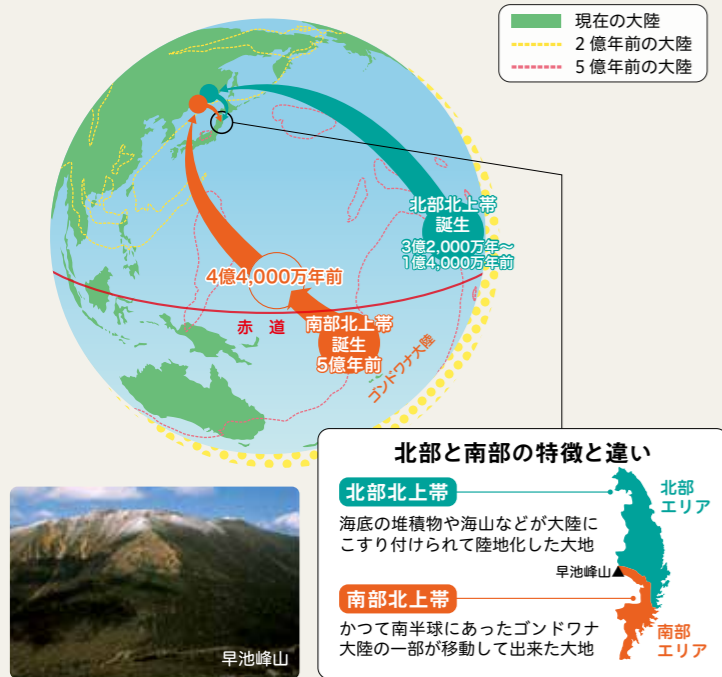 現在の大陸
2億年前の大陸
5億年前の大陸
北部北上帯
誕生
3億2,000万年〜
1億4,000万年前
4億4,000万年前
赤 道
南部北上帯
誕生
5億年前
ゴンドワナ大陸
早池峰山
北部と南部の特徴と違い
北部北上帯
海底の堆積物や海山などが大陸に
こすり付けられて陸地化した大地
北部
エリア
早池峰山
南部北上帯
かつて南半球にあったゴンドワナ
大陸の一部が移動して出来た大地
南部
エリア